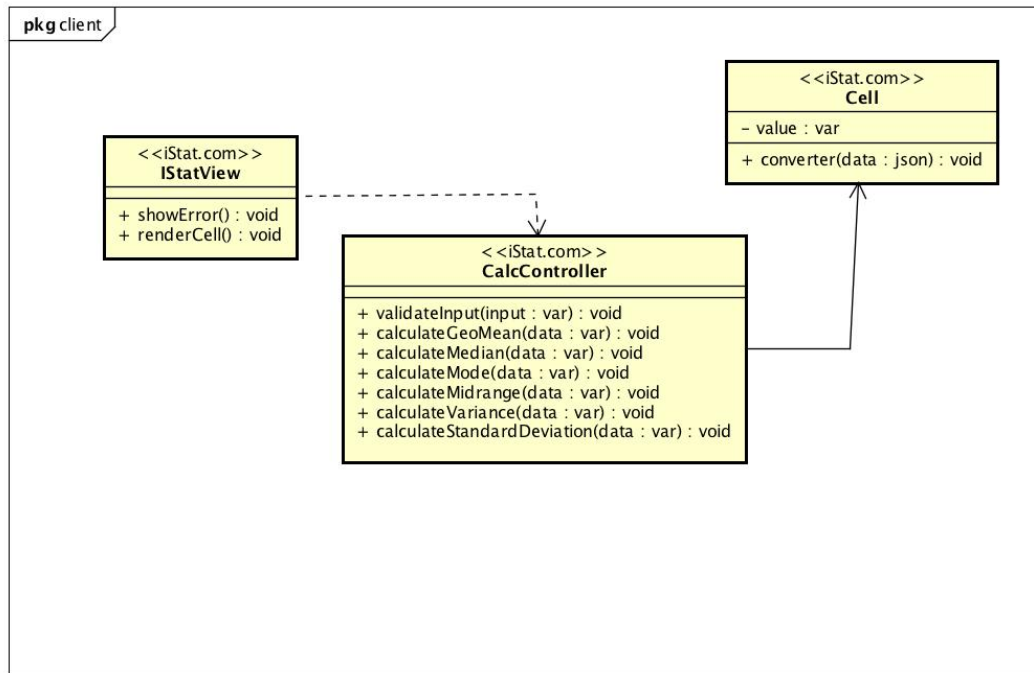 pkg client
<<iStat.com>>
IStatView
+ showError() : void
+ renderCell() : void
<<iStat.com>>
Cell
– value : var
+ converter(data : json) : void
<<iStat.com>>
CalcController
+ validateInput(input : var) : void
+ calculateGeoMean(data : var) : void
+ calculateMedian(data : var) : void
+ calculateMode(data : var) : void
+ calculateMidrange(data : var) : void
+ calculateVariance(data : var) : void
+ calculateStandardDeviation(data : var) : void